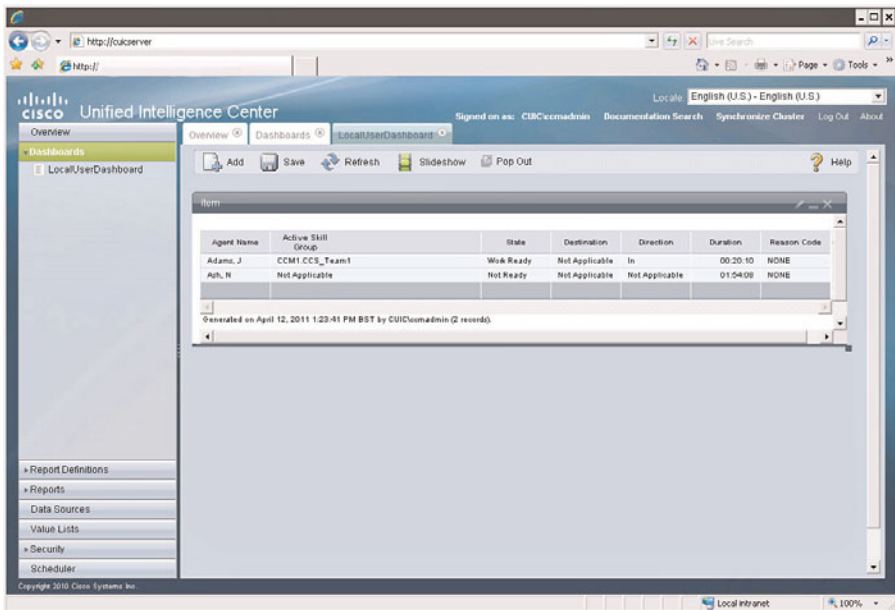 http://cuicserver
Live Search
http://
Page
Tools
Locale English (U.S.) - English (U.S.)
CISCO Unified Intelligence Center
Signed on as: CUIC\ccmadmin Documentation Search Synchronize Cluster Log Out About
Overview
Overview Dashboards LocalUserDashboard
Dashboards
LocalUserDashboard
Add Save Refresh Slideshow Pop Out Help
Item
Agent Name Active Skill Group State Destination Direction Duration Reason Code
Adams, J CCM1.CCS_Team1 Work Ready Not Applicable In 00:20:10 NONE
Ash, N Not Applicable Not Ready Not Applicable Not Applicable 01:54:08 NONE
Generated on April 12, 2011 1:23:41 PM BST by CUIC\ccmadmin (2 records).
Report Definitions
Reports
Data Sources
Value Lists
Security
Scheduler
Copyright 2010 Cisco Systems Inc.
Local intranet 100%